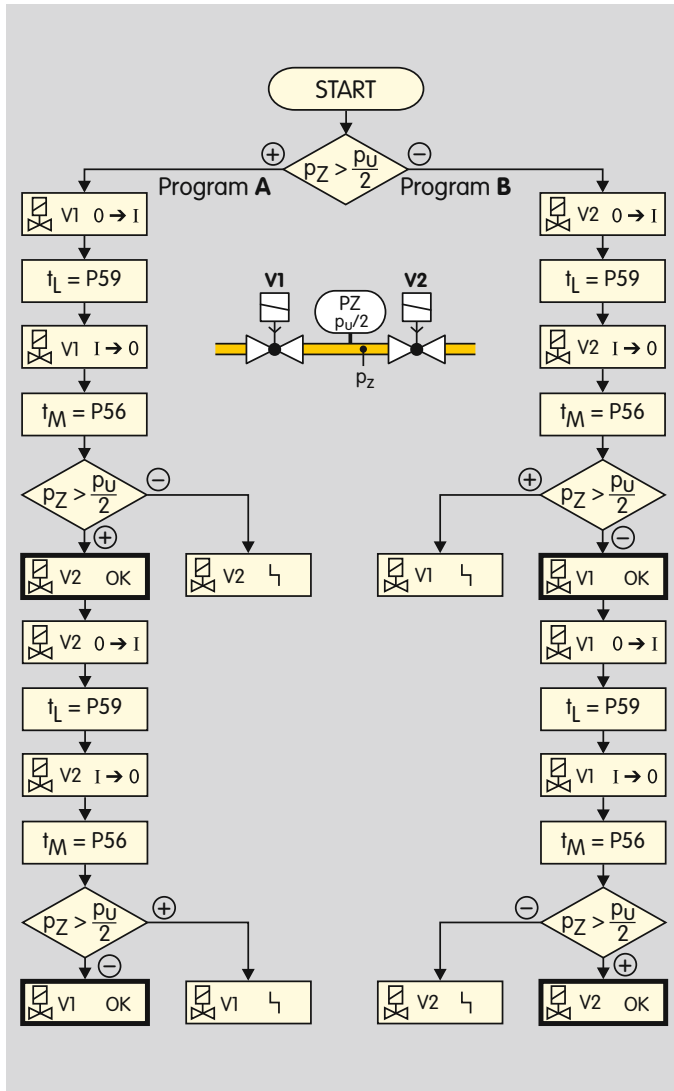 START
⊕ pZ > pu/2 ⊖
Program A
Program B
V1 0 → I
tL = P59
V1 I → 0
tM = P56
pZ > pu/2 ⊖
⊕
V2 OK
V2 ϟ
V2 0 → I
tL = P59
V2 I → 0
tM = P56
pZ > pu/2 ⊕
⊖
V1 OK
V1 ϟ
V1 V2
PZ
pu/2
pZ
V2 0 → I
tL = P59
V2 I → 0
tM = P56
⊕ pZ > pu/2
⊖
V1 ϟ
V1 OK
V1 0 → I
tL = P59
V1 I → 0
tM = P56
⊖ pZ > pu/2
⊕
V2 ϟ
V2 OK